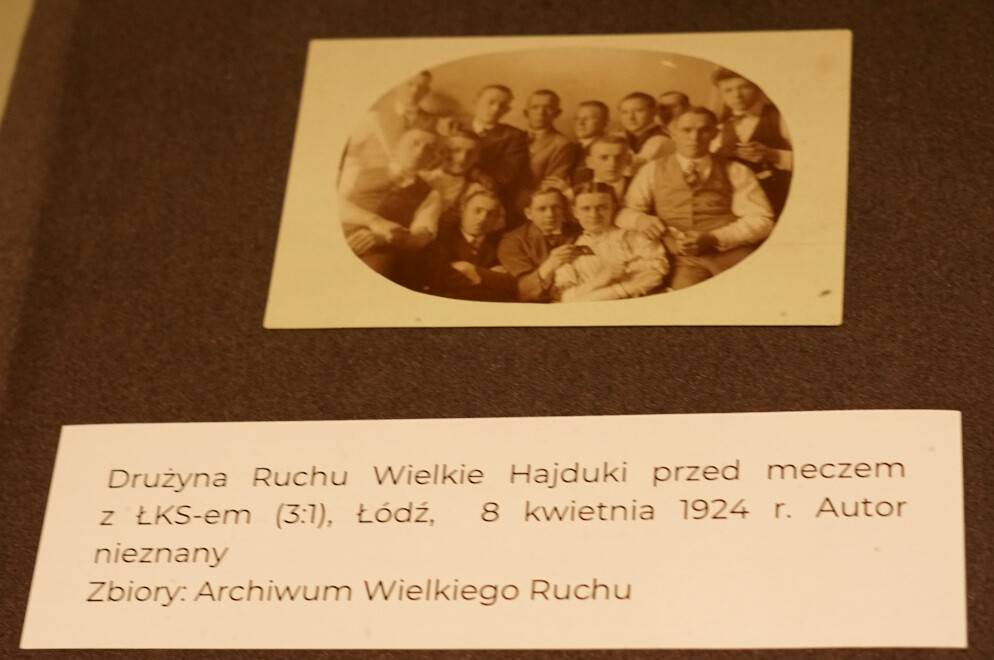 Drużyna Ruchu Wielkie Hajduki przed meczem
z ŁKS-em (3:1), Łódź, 8 kwietnia 1924 r. Autor
nieznany
Zbiory: Archiwum Wielkiego Ruchu